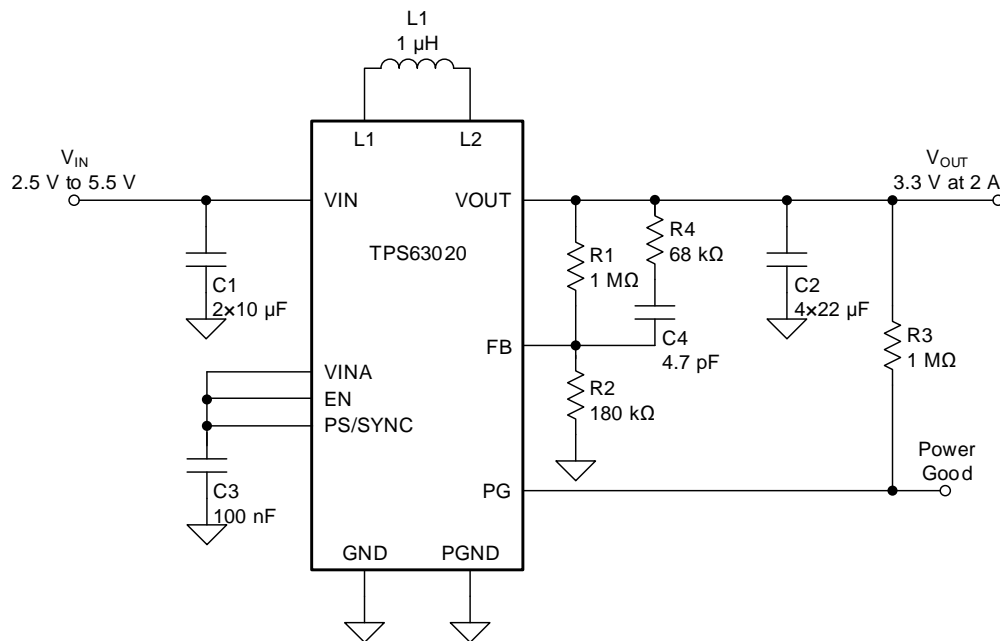 L1
1 µH
L1
L2
V_IN
2.5 V to 5.5 V
VIN
VOUT
V_OUT
3.3 V at 2 A
TPS63020
C1
2×10 µF
R1
1 MΩ
R4
68 kΩ
C2
4×22 µF
R3
1 MΩ
C4
4.7 pF
FB
VINA
EN
PS/SYNC
R2
180 kΩ
C3
100 nF
PG
Power
Good
GND
PGND